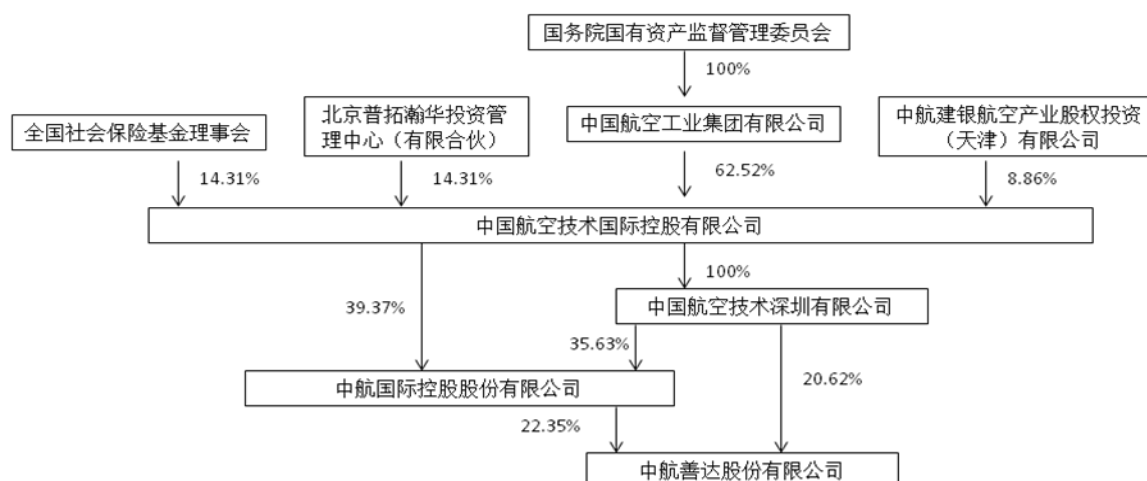 国务院国有资产监督管理委员会
100%
全国社会保险基金理事会
北京普拓瀚华投资管
理中心（有限合伙）
中国航空工业集团有限公司
中航建银航空产业股权投资
（天津）有限公司
14.31%
14.31%
62.52%
8.86%
中国航空技术国际控股有限公司
39.37%
100%
中国航空技术深圳有限公司
35.63%
20.62%
中航国际控股股份有限公司
22.35%
中航善达股份有限公司